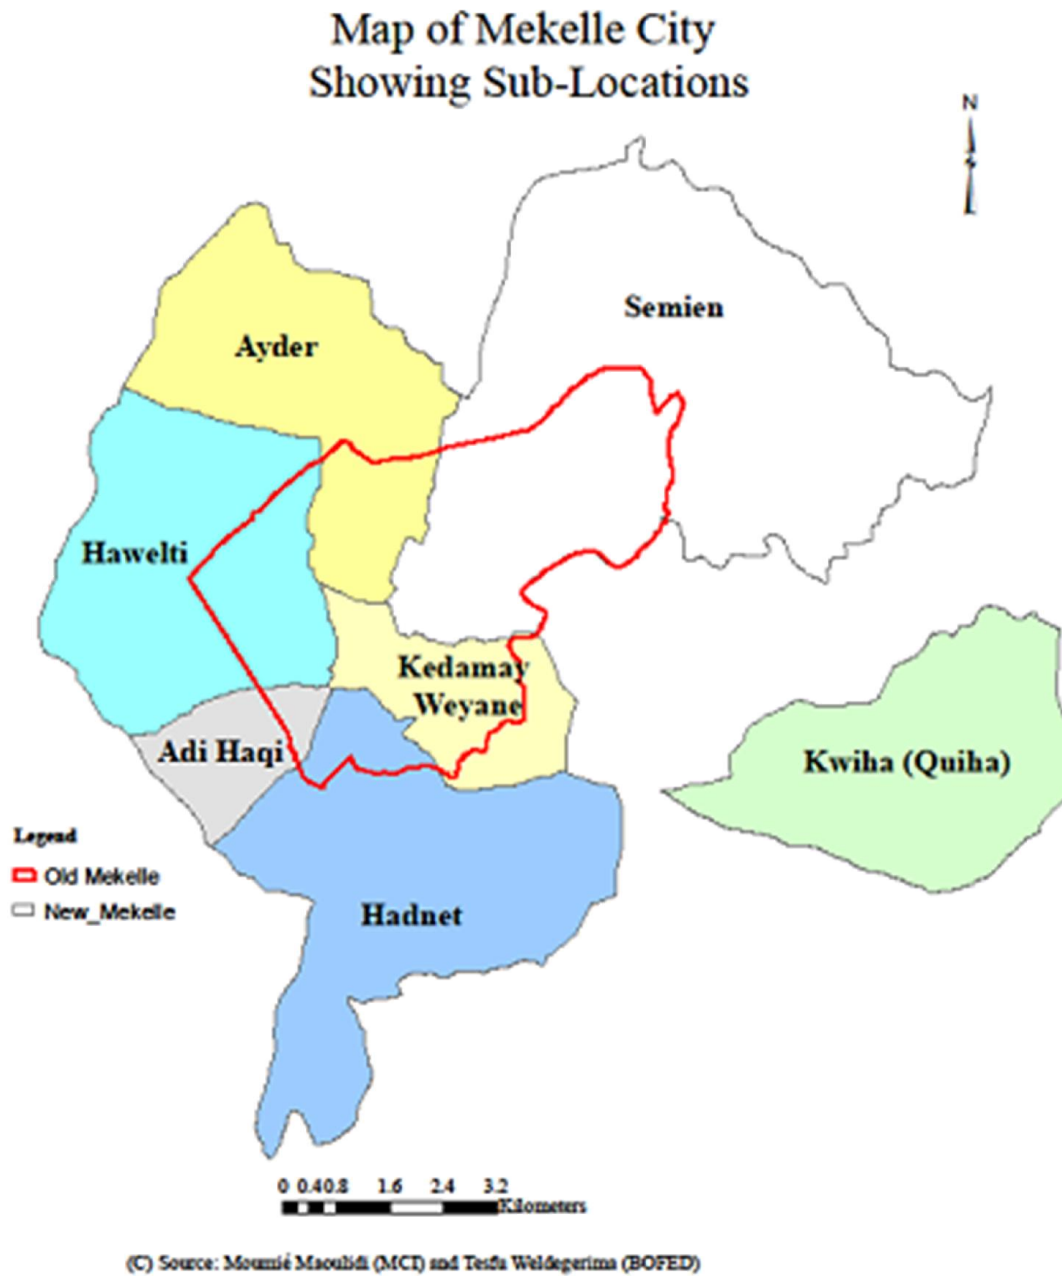 Map of Mekelle City
Showing Sub-Locations
N
Semien
Ayder
Hawelti
Kedamay
Weyane
Adi Haqi
Kwiha (Quiha)
Legend
Old Mekelle
New_Mekelle
Hadnet
0 0.40.8 1.6 2.4 3.2
Kilometers
(C) Source: Moumié Maoulidi (MCI) and Tesfu Weldegerima (BOFED)